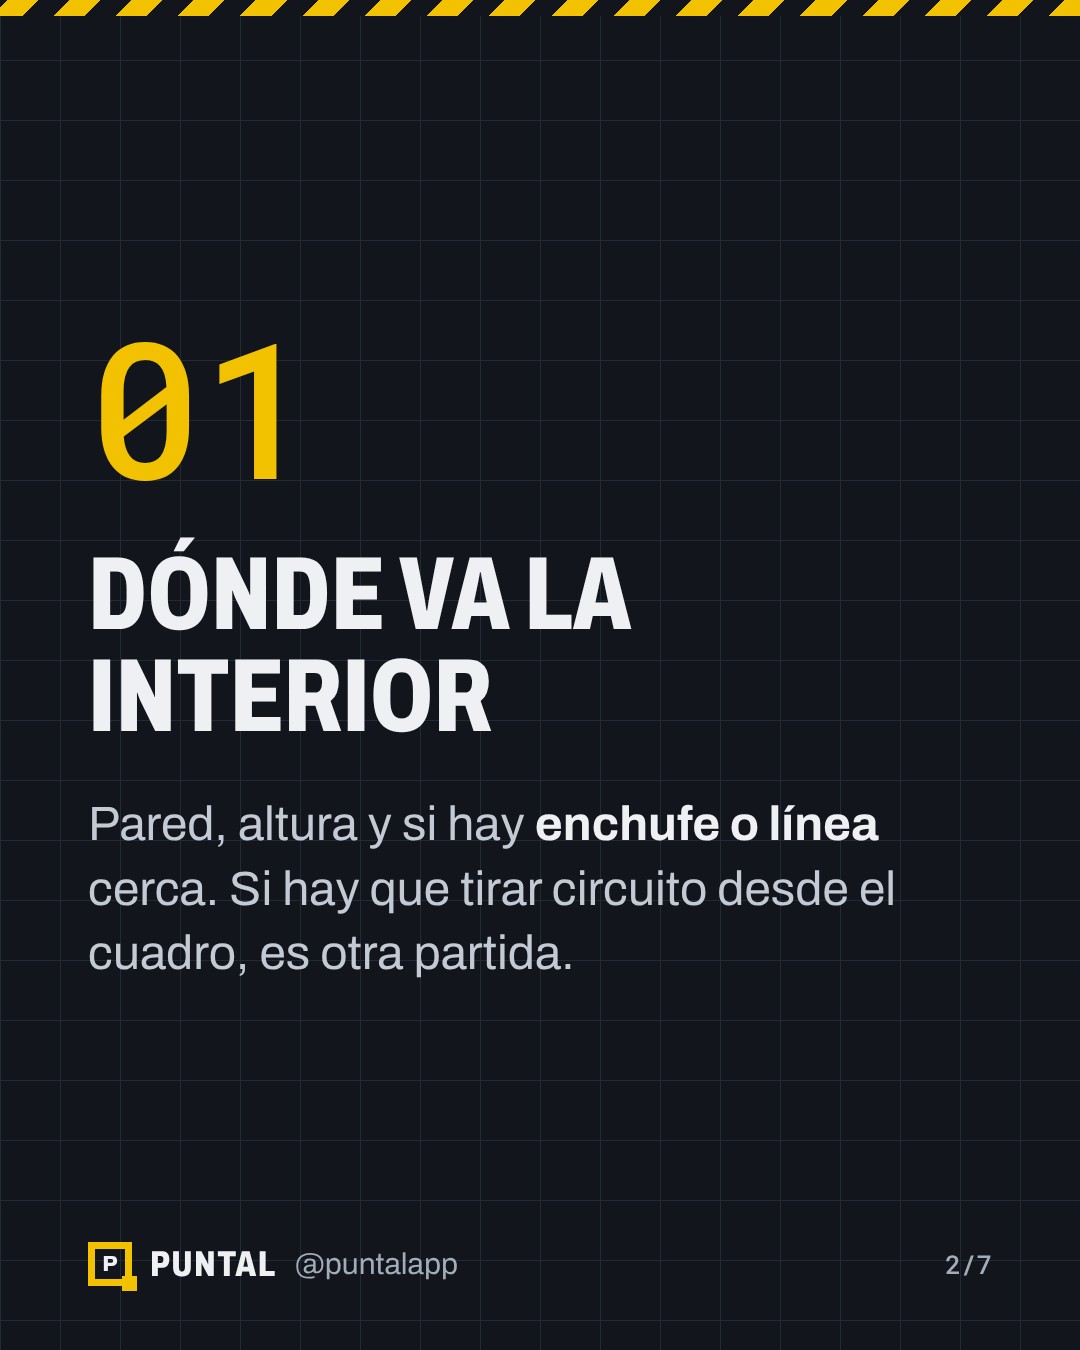 01
DÓNDE VA LA
INTERIOR
Pared, altura y si hay enchufe o línea
cerca. Si hay que tirar circuito desde el
cuadro, es otra partida.
P PUNTAL @puntalapp 2/7